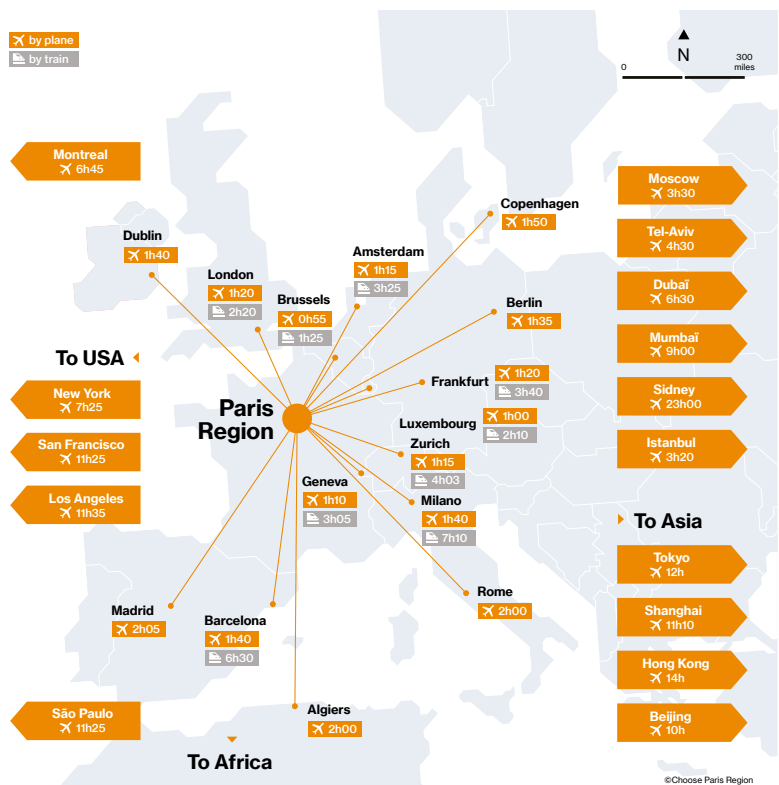 by plane
by train
N
0
300
miles
Montreal
6h45
Moscow
3h30
Copenhagen
1h50
Tel-Aviv
4h30
Dublin
1h40
Amsterdam
1h15
3h25
London
1h20
2h20
Dubaï
6h30
Brussels
0h55
1h25
Berlin
1h35
Mumbaï
9h00
To USA
Frankfurt
1h20
3h40
Sidney
23h00
New York
7h25
Paris
Region
Luxembourg
1h00
2h10
San Francisco
11h25
Zurich
1h15
4h03
Istanbul
3h20
Los Angeles
11h35
Geneva
1h10
3h05
Milano
1h40
7h10
To Asia
Tokyo
12h
Madrid
2h05
Barcelona
1h40
6h30
Rome
2h00
Shanghai
11h10
Hong Kong
14h
São Paulo
11h25
Algiers
2h00
Beijing
10h
To Africa
©Choose Paris Region